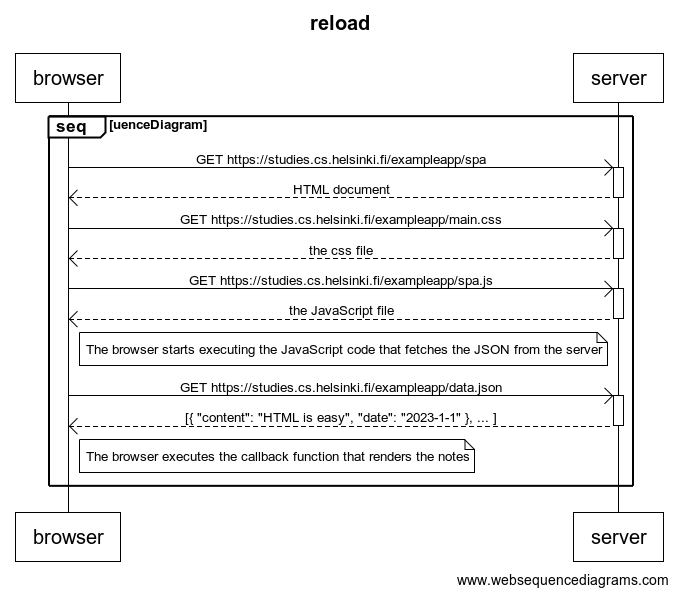 reload
browser server
seq [uenceDiagram]
GET https://studies.cs.helsinki.fi/exampleapp/spa
HTML document
GET https://studies.cs.helsinki.fi/exampleapp/main.css
the css file
GET https://studies.cs.helsinki.fi/exampleapp/spa.js
the JavaScript file
The browser starts executing the JavaScript code that fetches the JSON from the server
GET https://studies.cs.helsinki.fi/exampleapp/data.json
[{ "content": "HTML is easy", "date": "2023-1-1" }, ... ]
The browser executes the callback function that renders the notes
browser server
www.websequencediagrams.com